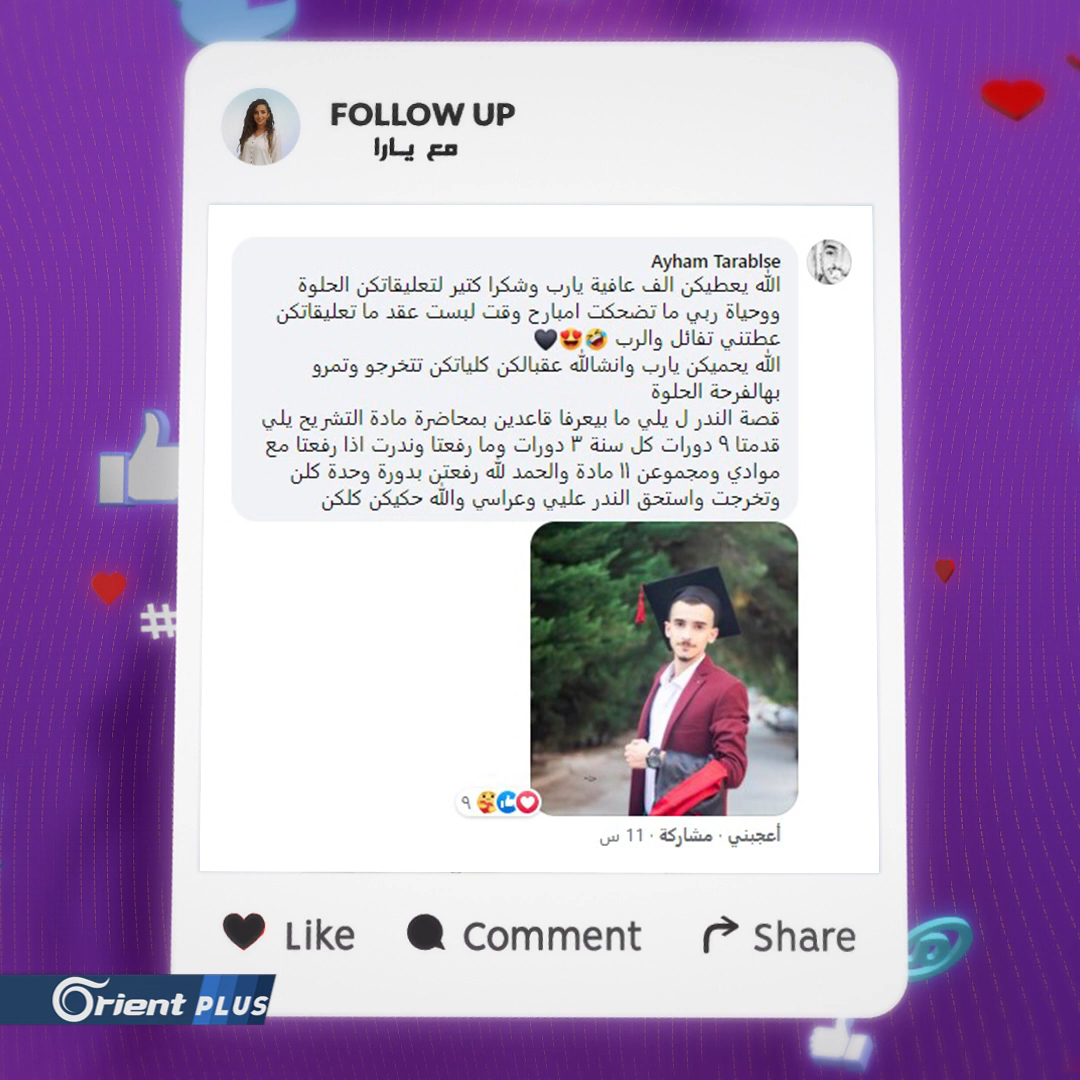 FOLLOW UP
مع يارا
Ayham Tarablse
الله يعطيكن الف عافية يارب وشكرا كتير لتعليقاتكن الحلوة
ووحياة ربي ما تضحكت امبارح وقت لبست عقد ما تعليقاتكن
عطتني تفائل والرب 🤣😍🖤
الله يحميكن يارب وانشالله عقبالكن كلياتكن تتخرجو وتمرو
بهالفرحة الحلوة
قصة الندر ل يلي ما بيعرفا قاعدين بمحاضرة مادة التشريح يلي
قدمتا ٩ دورات كل سنة ٣ دورات وما رفعتا وندرت اذا رفعتا مع
موادي ومجموعن ١١ مادة والحمد لله رفعتن بدورة وحدة كلن
وتخرجت واستحق الندر علييي وعراسي والله حكيكن كلكن
٩
أعجبني · مشاركة · 11 س
Like Comment Share
Orient PLUS
#